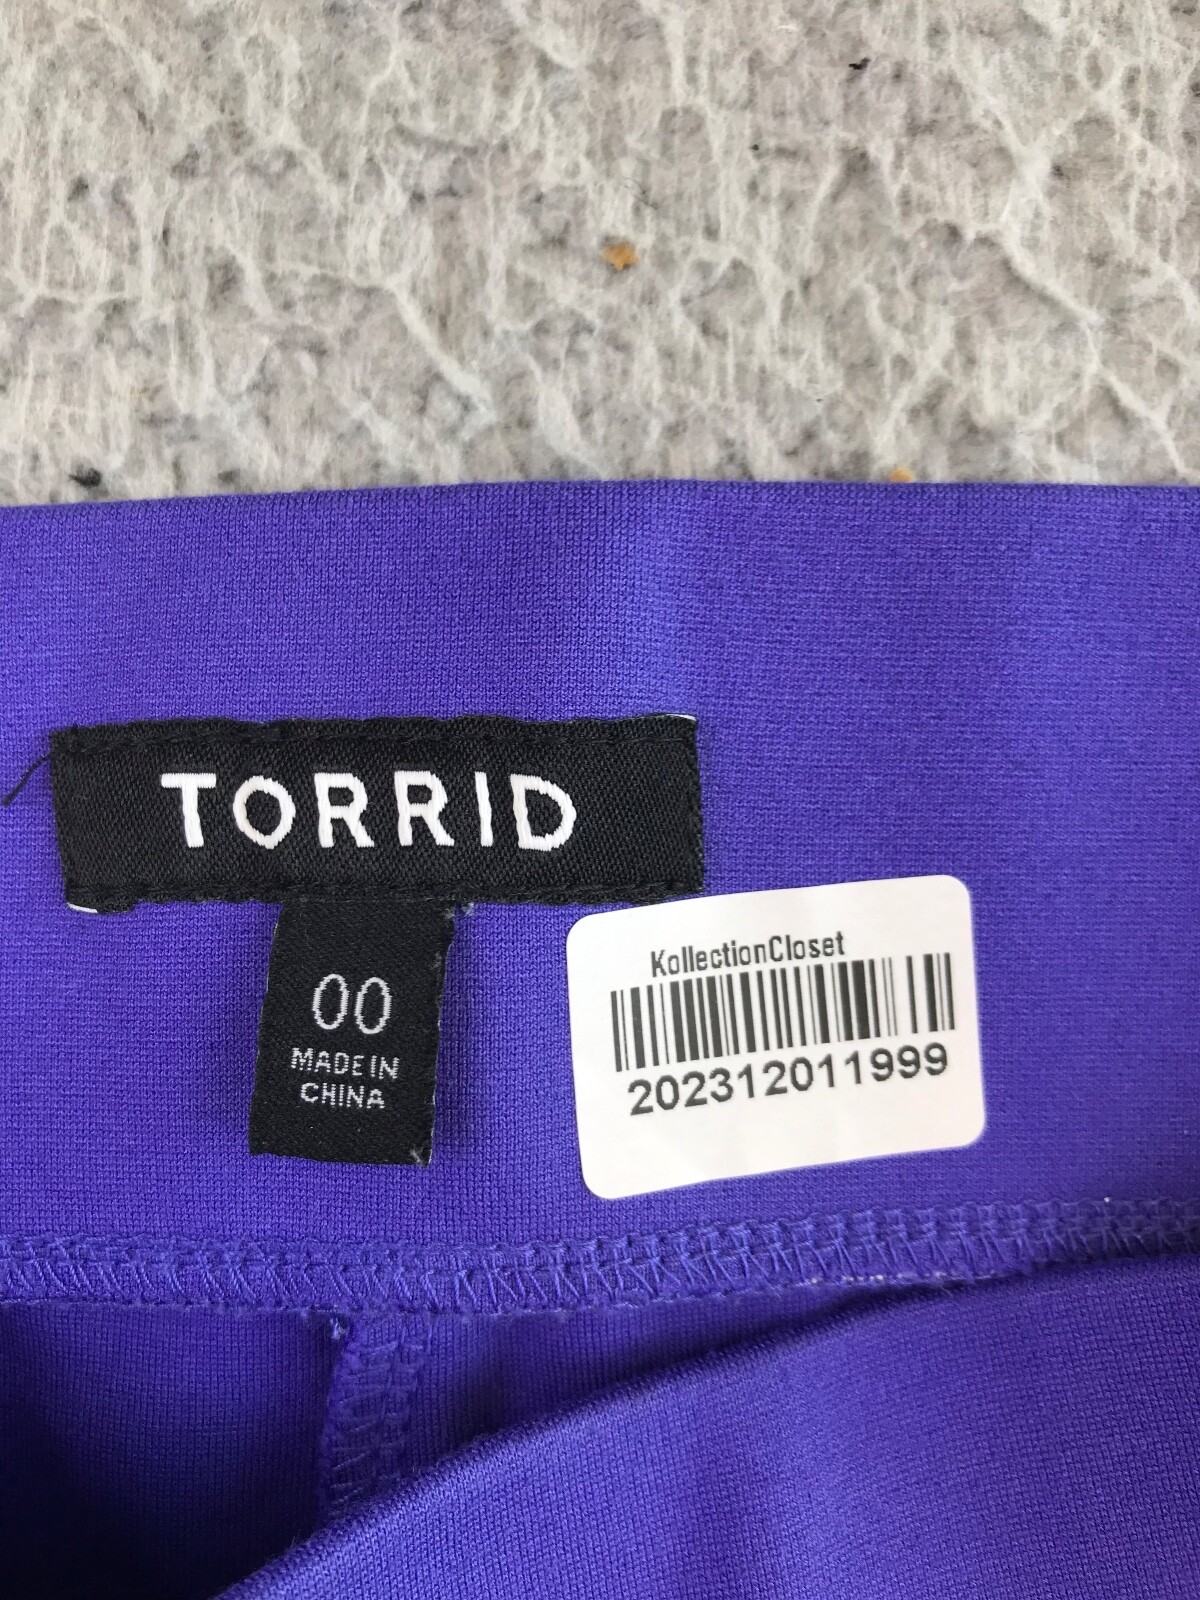 TORRID
00
MADE IN
CHINA
KollectionCloset
202312011999